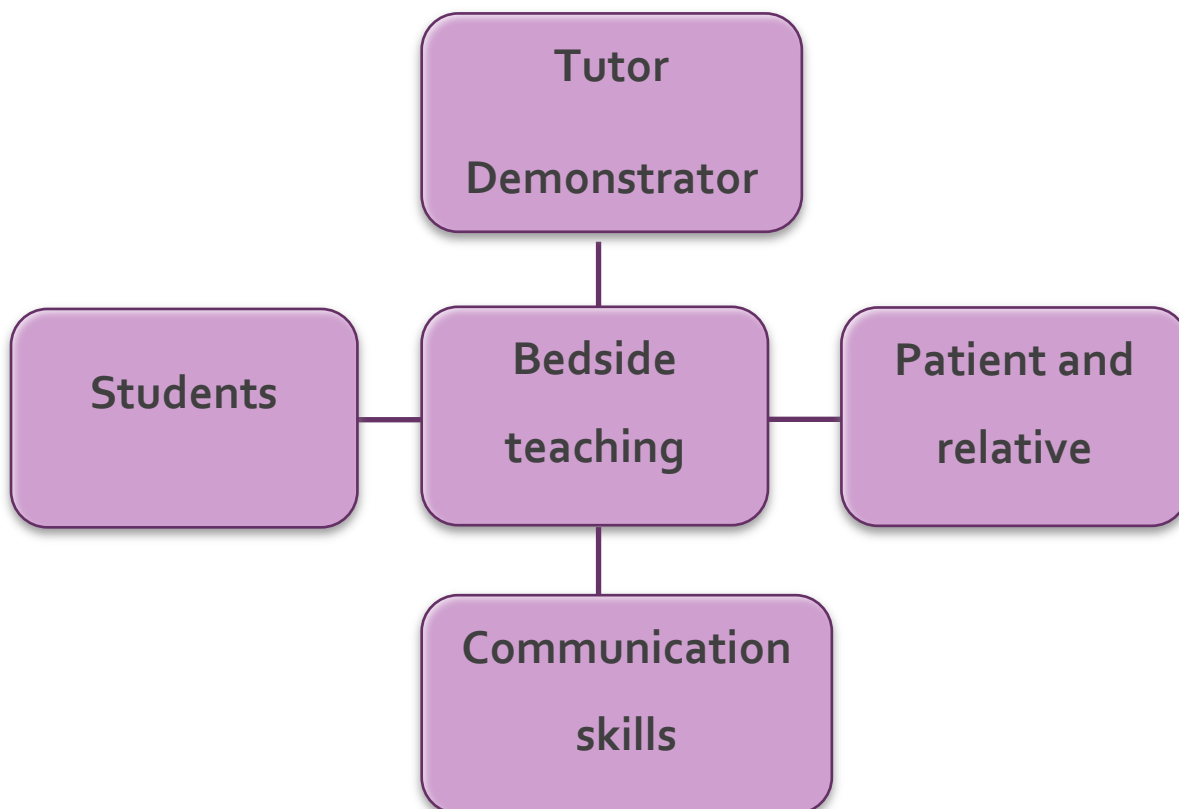 Tutor
Demonstrator
Students
Bedside
teaching
Patient and
relative
Communication
skills